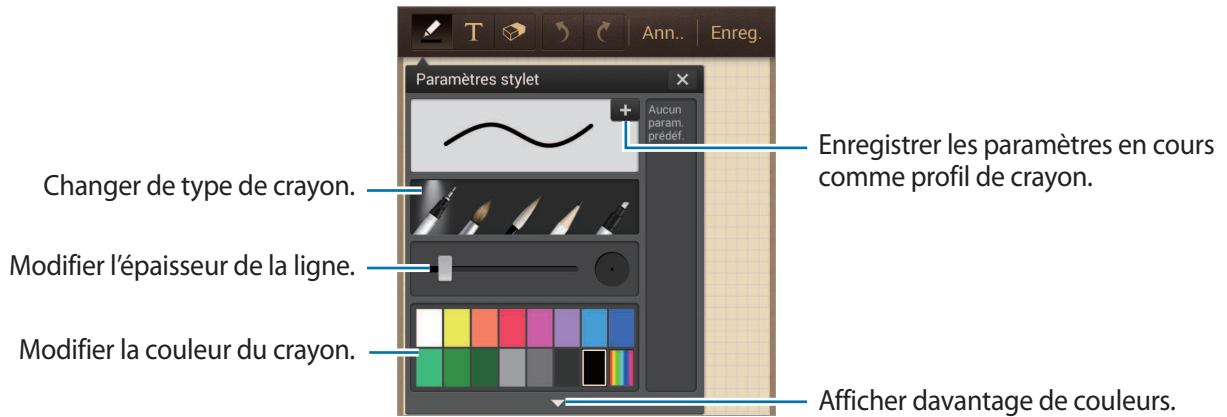 T Ann.. Enreg.
Paramètres stylet
Aucun
param.
prédéf.
Enregistrer les paramètres en cours
comme profil de crayon.
Changer de type de crayon.
Modifier l'épaisseur de la ligne.
Modifier la couleur du crayon.
Afficher davantage de couleurs.